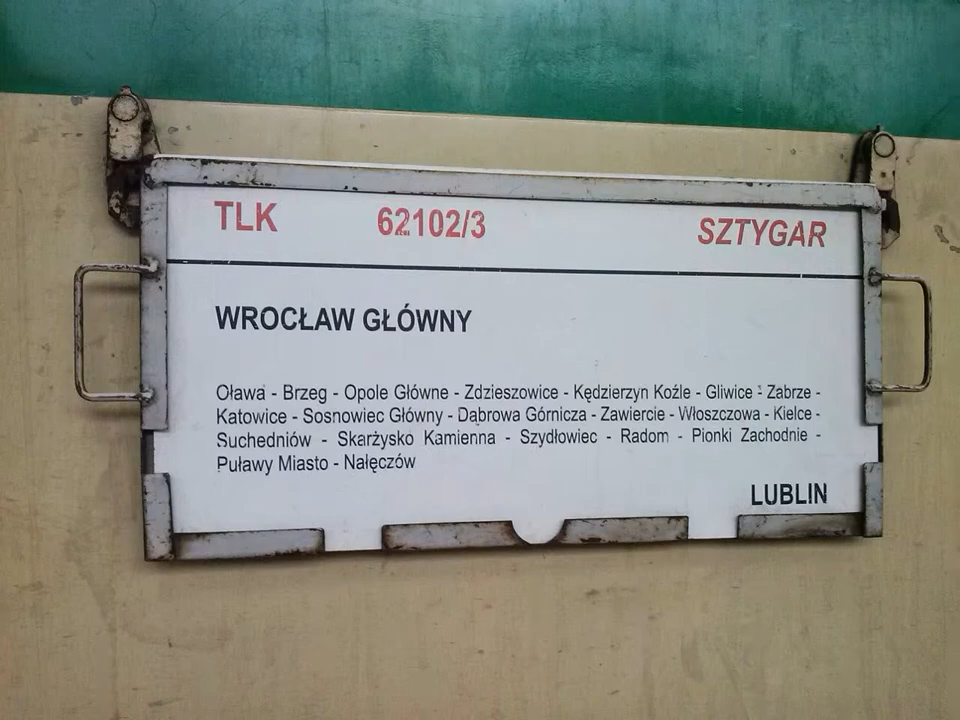 TLK 62102/3 SZTYGAR
WROCŁAW GŁÓWNY
Oława - Brzeg - Opole Główne - Zdzieszowice - Kędzierzyn Koźle - Gliwice - Zabrze -
Katowice - Sosnowiec Główny - Dąbrowa Górnicza - Zawiercie - Włoszczowa - Kielce -
Suchedniów - Skarżysko Kamienna - Szydłowiec - Radom - Pionki Zachodnie -
Puławy Miasto - Nałęczów
LUBLIN